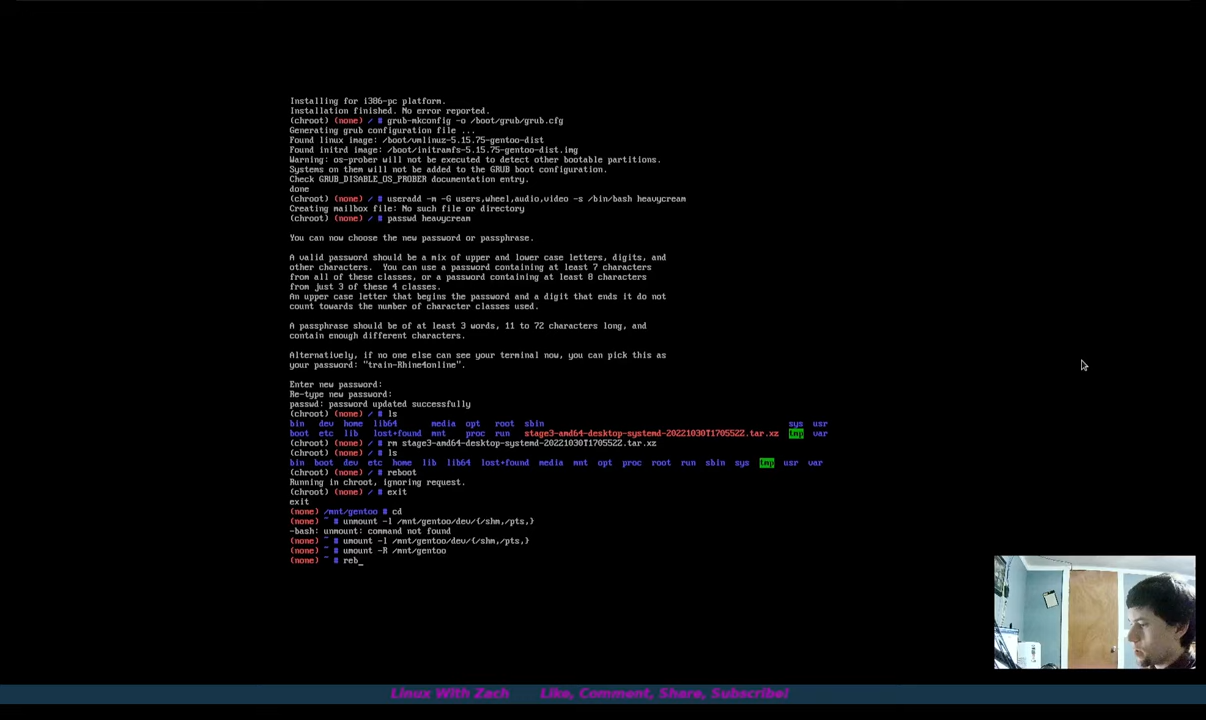 Installing for i386-pc platform.
Installation finished. No error reported.
(chroot) (none) / # grub-mkconfig -o /boot/grub/grub.cfg
Generating grub configuration file ...
Found linux image: /boot/vmlinuz-5.15.75-gentoo-dist
Found initrd image: /boot/initramfs-5.15.75-gentoo-dist.img
Warning: os-prober will not be executed to detect other bootable partitions.
Systems on them will not be added to the GRUB boot configuration.
Check GRUB_DISABLE_OS_PROBER documentation entry.
done
(chroot) (none) / # useradd -m -G users,wheel,audio,video -s /bin/bash heavycream
Creating mailbox file: No such file or directory
(chroot) (none) / # passwd heavycream
You can now choose the new password or passphrase.
A valid password should be a mix of upper and lower case letters, digits, and
other characters. You can use a password containing at least 7 characters
from all of these classes, or a password containing at least 8 characters
from just 3 of these 4 classes.
An upper case letter that begins the password and a digit that ends it do not
count towards the number of character classes used.
A passphrase should be of at least 3 words, 11 to 72 characters long, and
contain enough different characters.
Alternatively, if no one else can see your terminal now, you can pick this as
your password: "train-Rhine4online".
Enter new password:
Re-type new password:
passwd: password updated successfully
(chroot) (none) / # ls
bin dev home lib64 media opt root sbin sys usr
boot etc lib lost+found mnt proc run stage3-amd64-desktop-systemd-20221030T170552Z.tar.xz tmp var
(chroot) (none) / # rm stage3-amd64-desktop-systemd-20221030T170552Z.tar.xz
(chroot) (none) / # ls
bin boot dev etc home lib lib64 lost+found media mnt opt proc root run sbin sys tmp usr var
(chroot) (none) / # reboot
Running in chroot, ignoring request.
(chroot) (none) / # exit
exit
(none) /mnt/gentoo # cd
(none) ~ # unmount -l /mnt/gentoo/dev{/shm,/pts,}
-bash: unmount: command not found
(none) ~ # umount -l /mnt/gentoo/dev{/shm,/pts,}
(none) ~ # umount -R /mnt/gentoo
(none) ~ # reb_
Linux With Zach Like, Comment, Share, Subscribe!